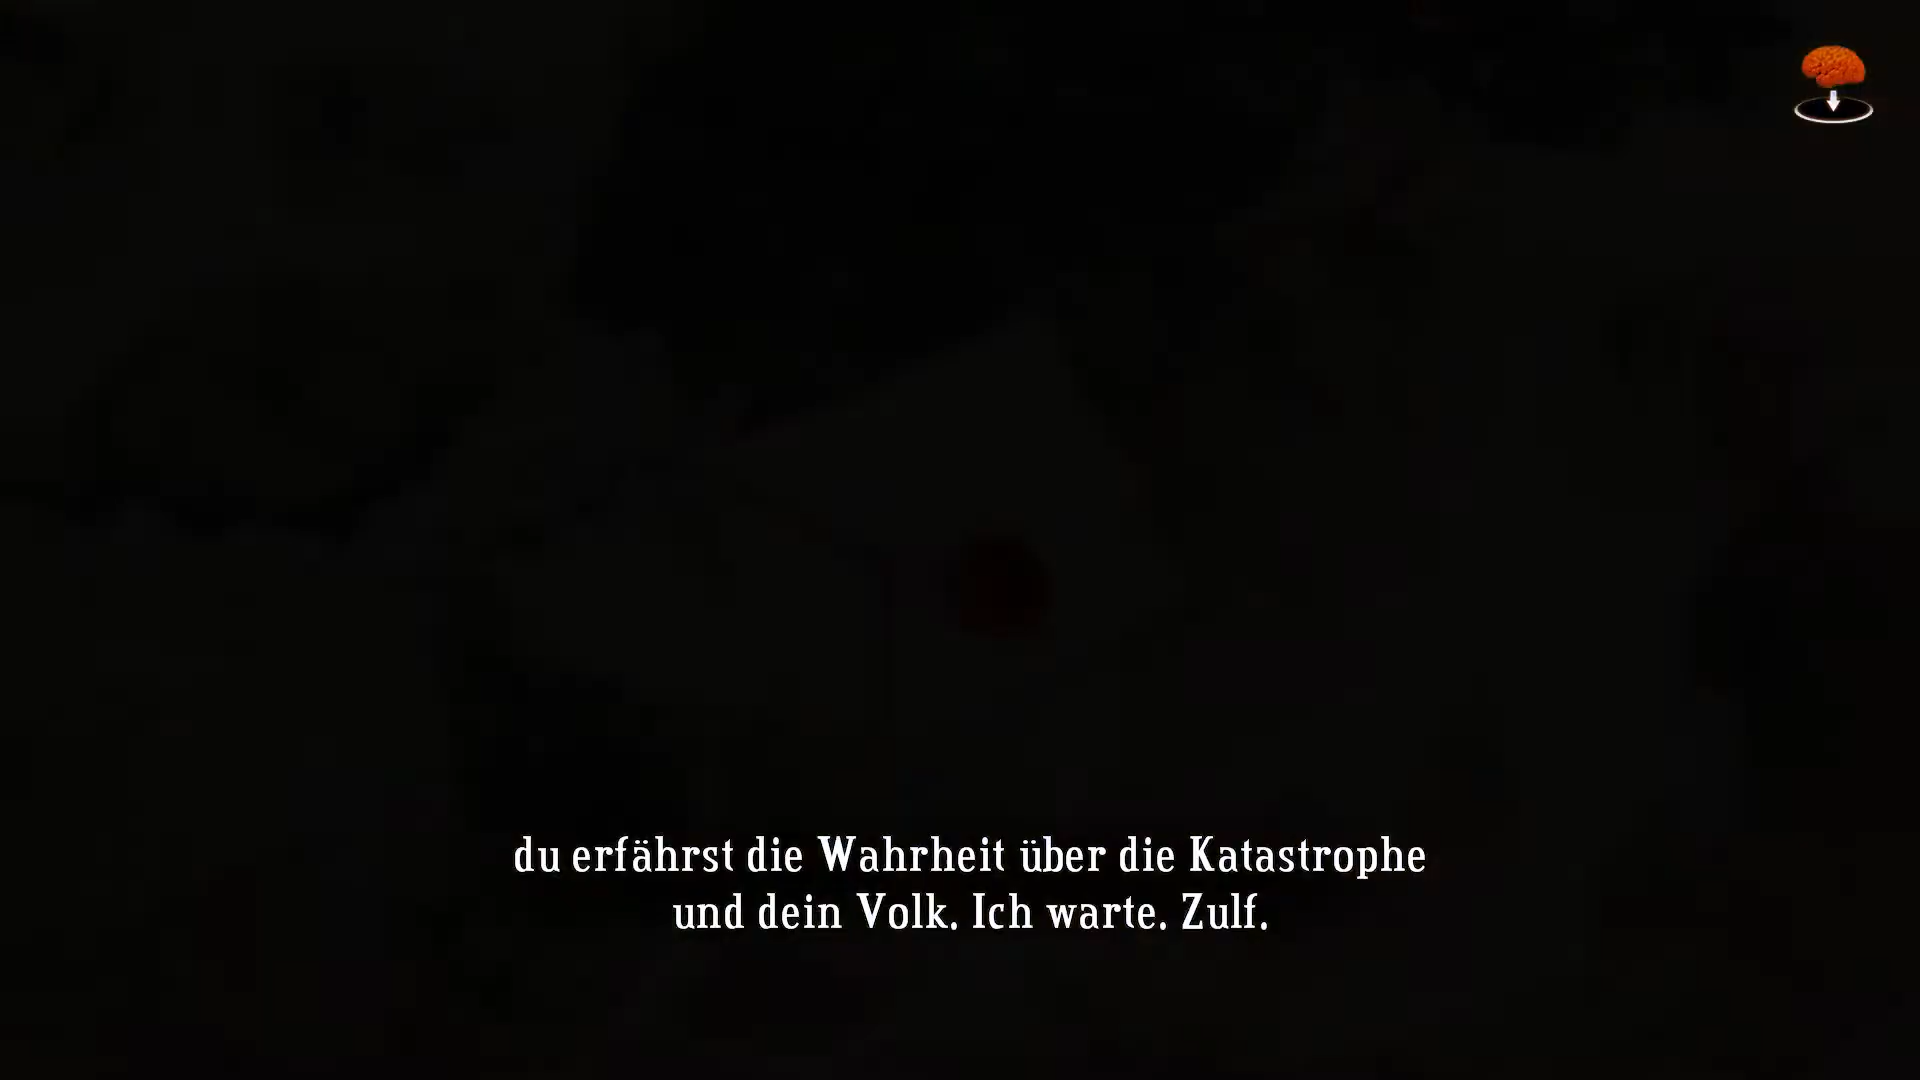 du erfährst die Wahrheit über die Katastrophe
und dein Volk. Ich warte. Zulf.